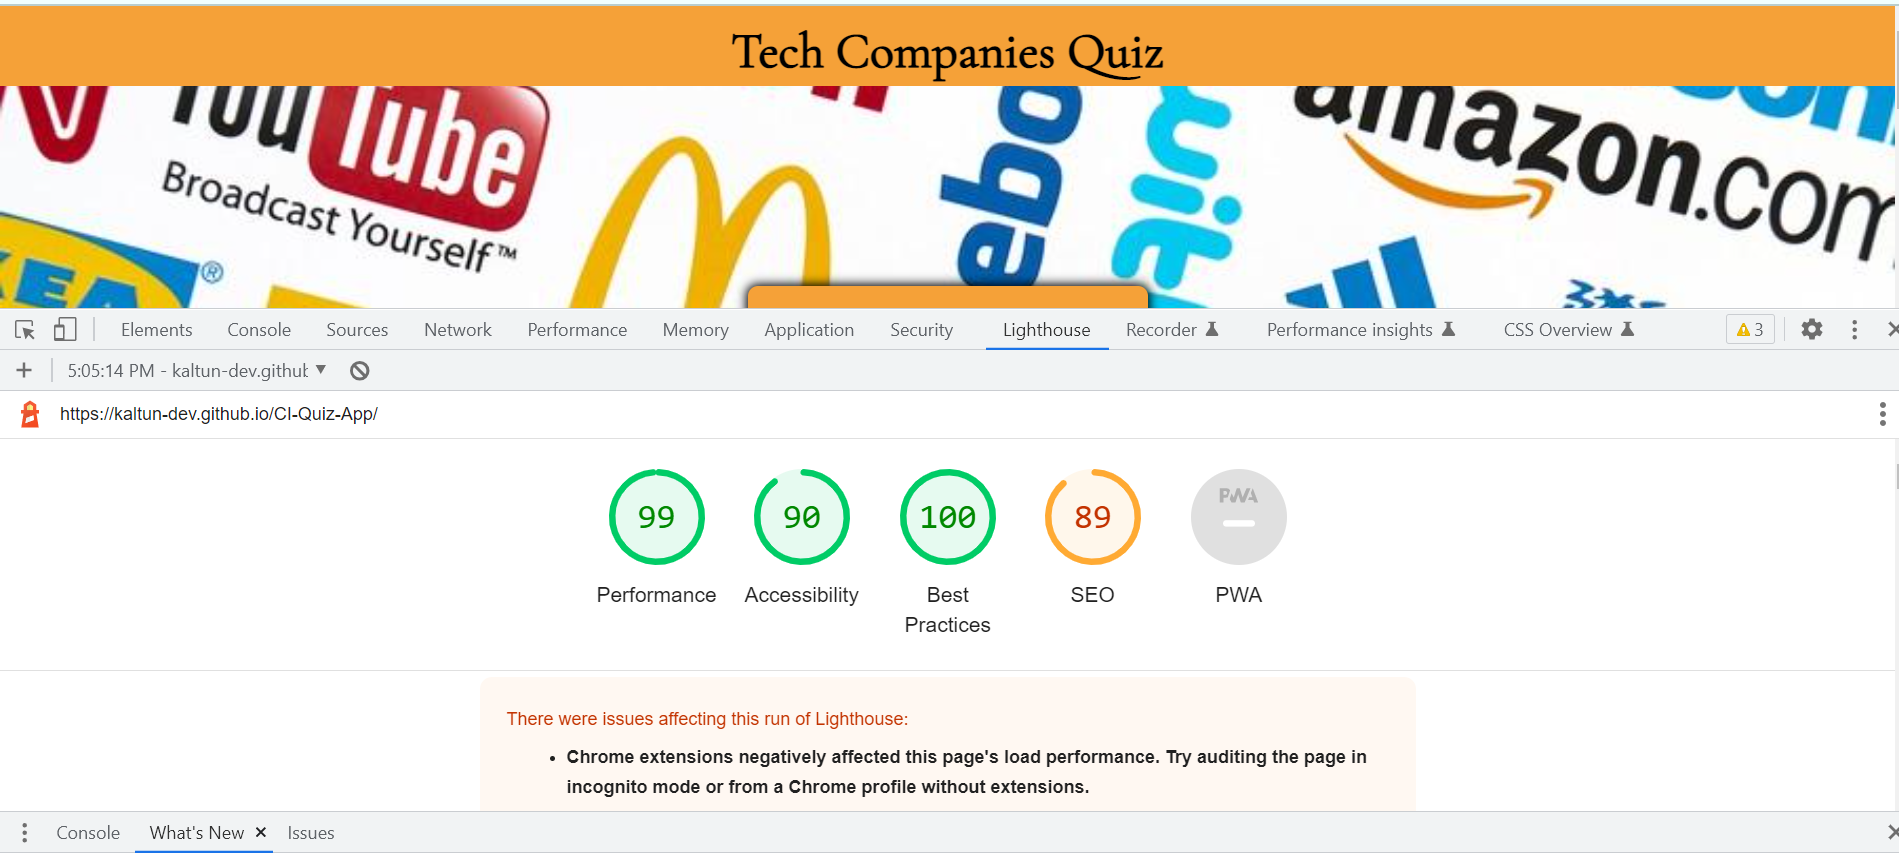 Tech Companies Quiz
YouTube
Broadcast Yourself™
amazon.com
®
Elements Console Sources Network Performance Memory Application Security Lighthouse Recorder Performance insights CSS Overview 3
5:05:14 PM - kaltun-dev.githul
https://kaltun-dev.github.io/CI-Quiz-App/
99 90 100 89 PWA
Performance Accessibility Best Practices SEO PWA
There were issues affecting this run of Lighthouse:
• Chrome extensions negatively affected this page's load performance. Try auditing the page in
incognito mode or from a Chrome profile without extensions.
Console What's New × Issues